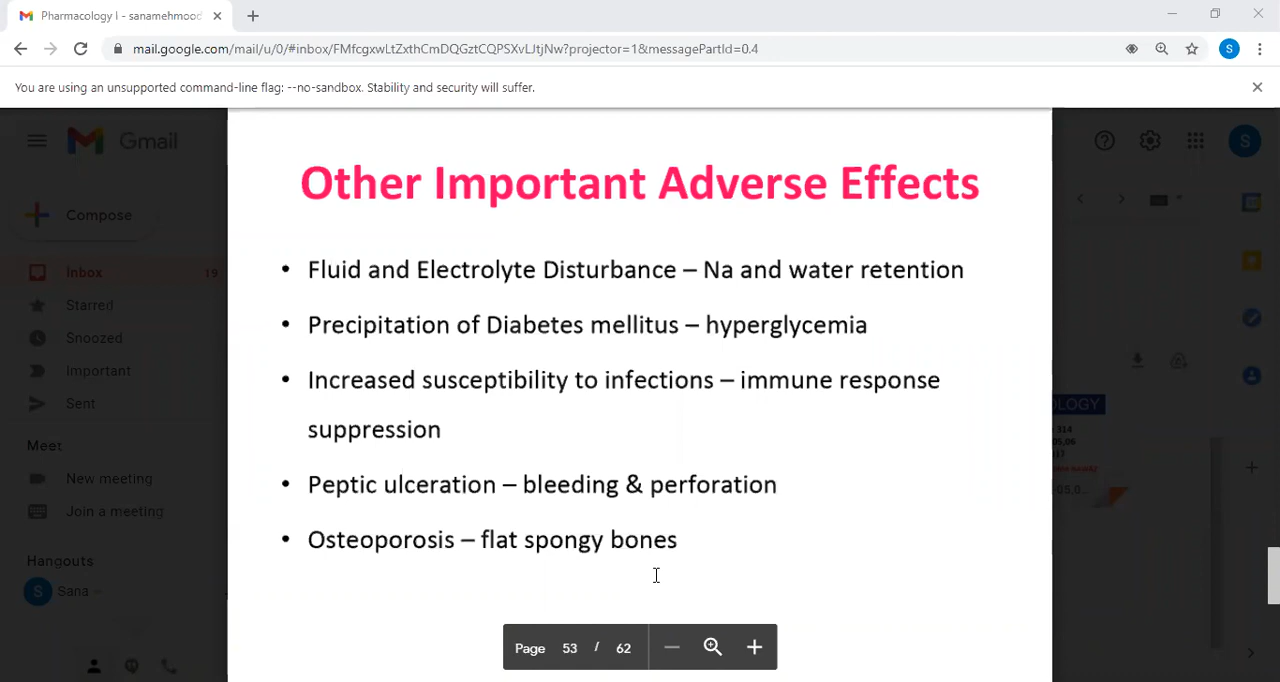 Pharmacology I - sanamehmood
mail.google.com/mail/u/0/#inbox/FMfcgxwLtZxthCmDQGztCQPSXvLJtjNw?projector=1&messagePartId=0.4
S
You are using an unsupported command-line flag: --no-sandbox. Stability and security will suffer.
Gmail
S
Compose
Inbox 19
Starred
Snoozed
Important
Sent
Meet
New meeting
Join a meeting
Hangouts
S Sana
Other Important Adverse Effects
• Fluid and Electrolyte Disturbance – Na and water retention
• Precipitation of Diabetes mellitus – hyperglycemia
• Increased susceptibility to infections – immune response
suppression
• Peptic ulceration – bleeding & perforation
• Osteoporosis – flat spongy bones
OLOGY
314
05,06
Page 53 / 62